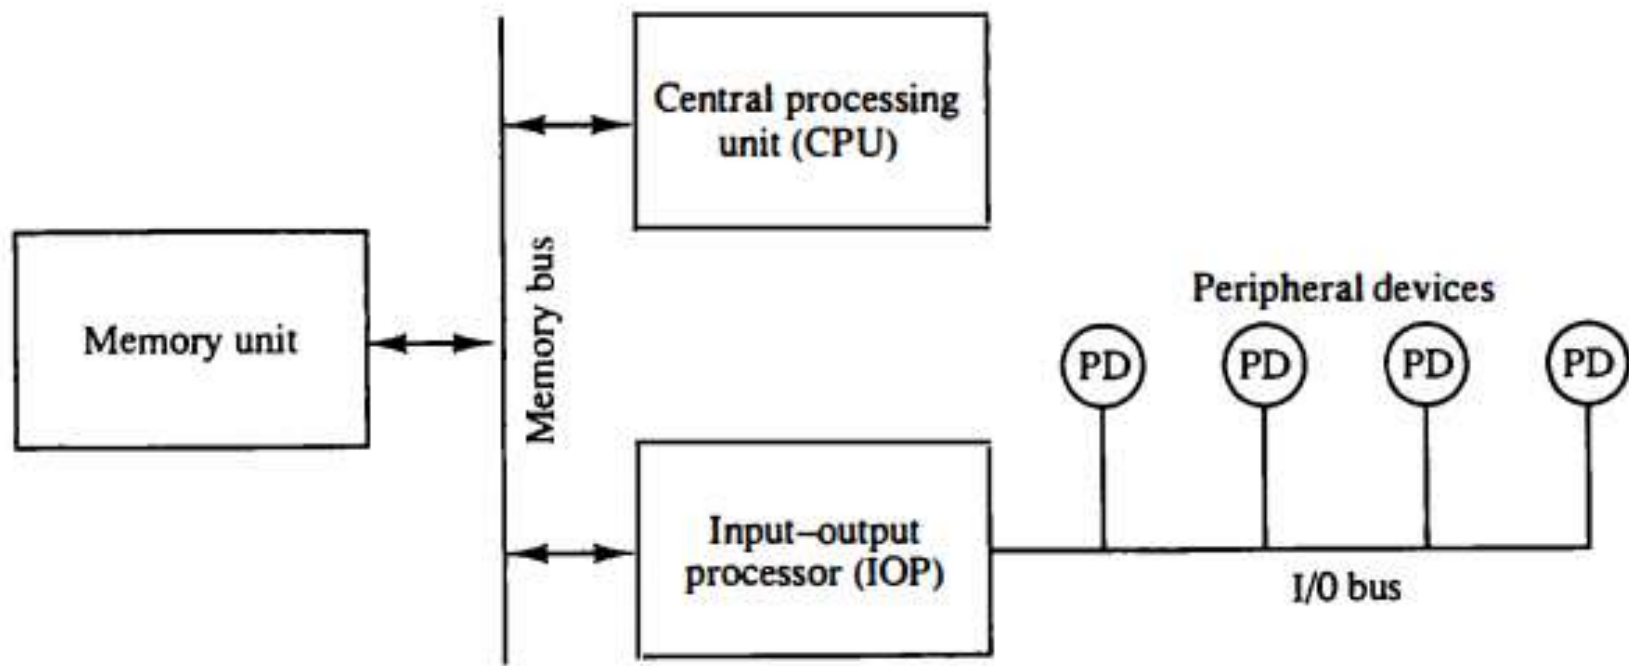 Central processing
unit (CPU)
Memory unit
Memory bus
Peripheral devices
PD PD PD PD
Input–output
processor (IOP)
I/0 bus